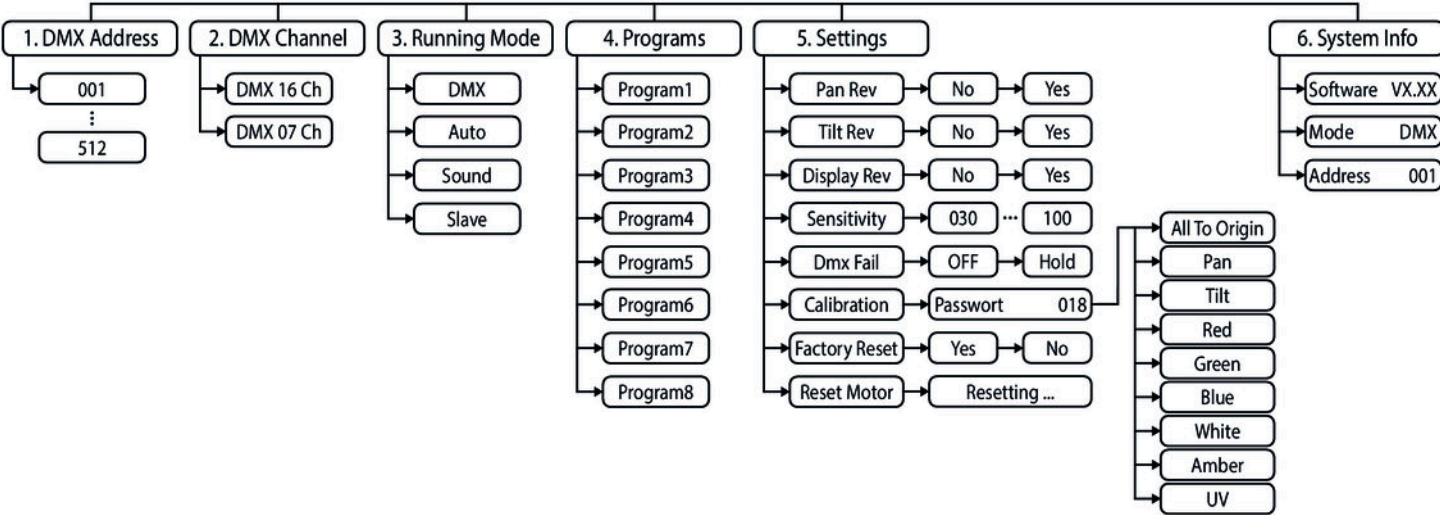 1. DMX Address
001
⋮
512
2. DMX Channel
DMX 16 Ch
DMX 07 Ch
3. Running Mode
DMX
Auto
Sound
Slave
4. Programs
Program1
Program2
Program3
Program4
Program5
Program6
Program7
Program8
5. Settings
Pan Rev No Yes
Tilt Rev No Yes
Display Rev No Yes
Sensitivity 030 ... 100
Dmx Fail OFF Hold
Calibration Passwort 018
All To Origin
Pan
Tilt
Red
Green
Blue
White
Amber
UV
Factory Reset Yes No
Reset Motor Resetting ...
6. System Info
Software VX.XX
Mode DMX
Address 001